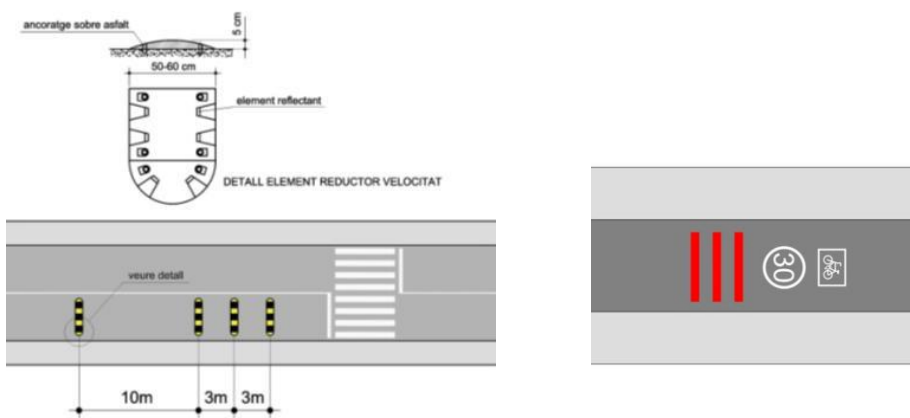 ancoratge sobre asfalt
5 cm
50-60 cm
element reflectant
DETALL ELEMENT REDUCTOR VELOCITAT
veure detall
10m
3m
3m
30